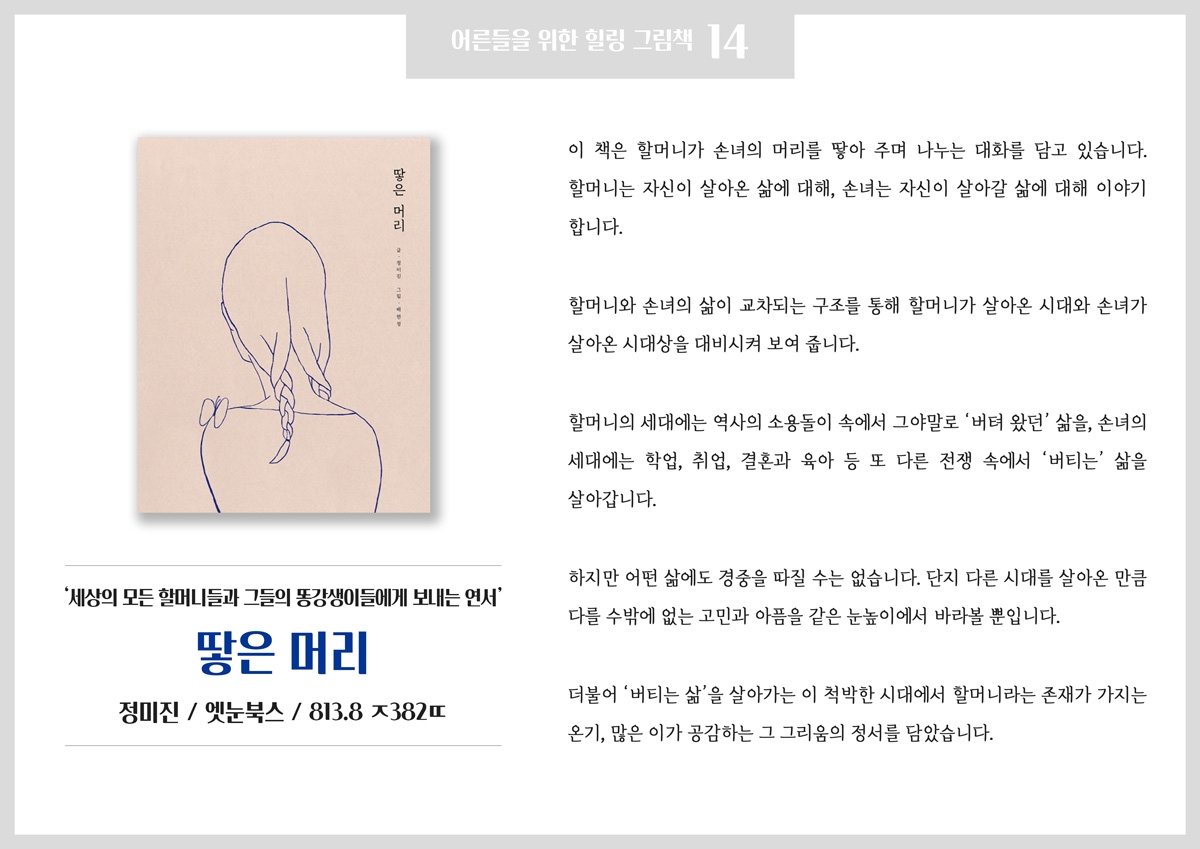 어른들을 위한 힐링 그림책 14
땋은 머리
글 · 정미진 그림 · 배현정
‘세상의 모든 할머니들과 그들의 똥강생이들에게 보내는 연서’
땋은 머리
정미진 / 엣눈북스 / 813.8 ㅈ382ㄸ
이 책은 할머니가 손녀의 머리를 땋아 주며 나누는 대화를 담고 있습니다.
할머니는 자신이 살아온 삶에 대해, 손녀는 자신이 살아갈 삶에 대해 이야기
합니다.
할머니와 손녀의 삶이 교차되는 구조를 통해 할머니가 살아온 시대와 손녀가
살아온 시대상을 대비시켜 보여 줍니다.
할머니의 세대에는 역사의 소용돌이 속에서 그야말로 ‘버텨 왔던’ 삶을, 손녀의
세대에는 학업, 취업, 결혼과 육아 등 또 다른 전쟁 속에서 ‘버티는’ 삶을
살아갑니다.
하지만 어떤 삶에도 경중을 따질 수는 없습니다. 단지 다른 시대를 살아온 만큼
다를 수밖에 없는 고민과 아픔을 같은 눈높이에서 바라볼 뿐입니다.
더불어 ‘버티는 삶’을 살아가는 이 척박한 시대에서 할머니라는 존재가 가지는
온기, 많은 이가 공감하는 그 그리움의 정서를 담았습니다.